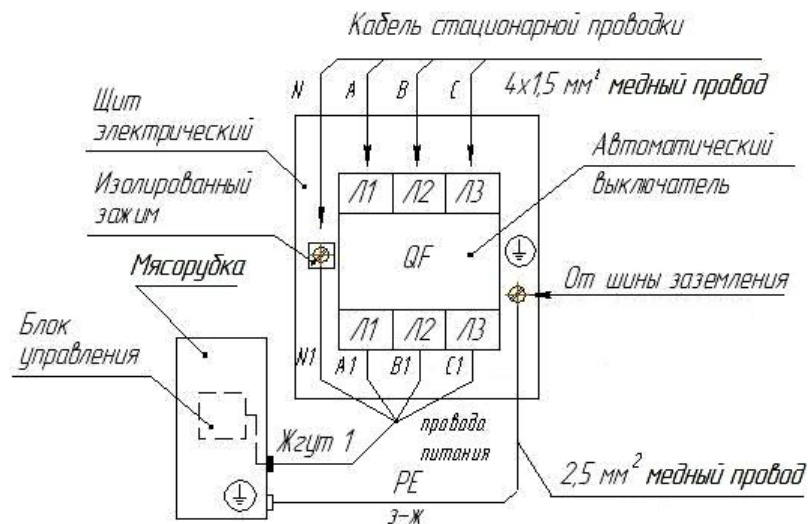 Кабель стационарной проводки
N A B C 4х1,5 мм² медный провод
Щит
электрический
Автоматический
выключатель
Изолированный
зажим
Л1 Л2 Л3
QF
Мясорубка
От шины заземления
Блок
управления
Л1 Л2 Л3
N1 A1 B1 C1
провода
питания
Жгут 1
2,5 мм² медный провод
PE
з-ж